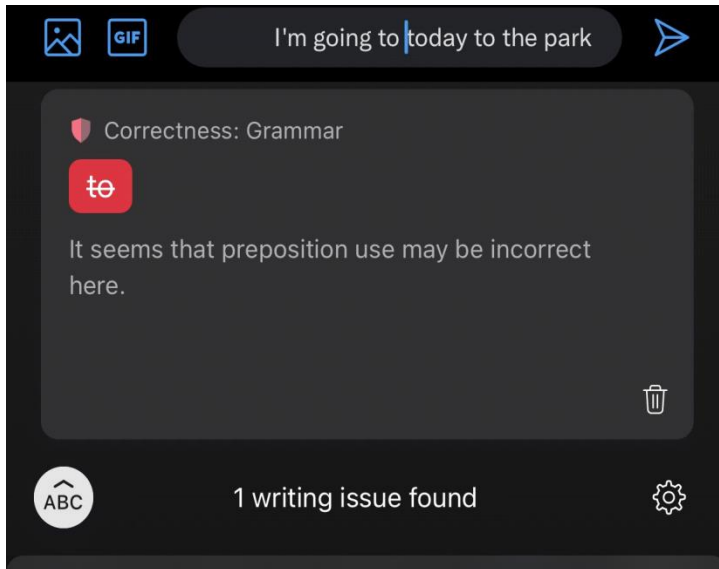 GIF
I'm going to today to the park
Correctness: Grammar
to
It seems that preposition use may be incorrect
here.
ABC
1 writing issue found